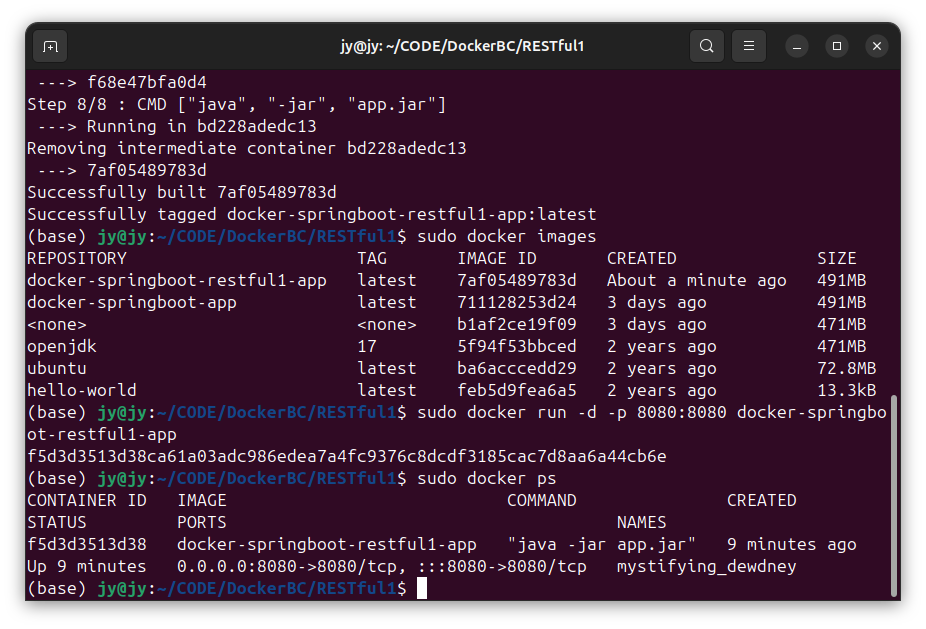 jy@jy: ~/CODE/DockerBC/RESTful1
 ---> f68e47bfa0d4
Step 8/8 : CMD ["java", "-jar", "app.jar"]
 ---> Running in bd228adedc13
Removing intermediate container bd228adedc13
 ---> 7af05489783d
Successfully built 7af05489783d
Successfully tagged docker-springboot-restful1-app:latest
(base) jy@jy:~/CODE/DockerBC/RESTful1$ sudo docker images
REPOSITORY                       TAG       IMAGE ID       CREATED              SIZE
docker-springboot-restful1-app   latest    7af05489783d   About a minute ago   491MB
docker-springboot-app            latest    711128253d24   3 days ago           491MB
<none>                           <none>    b1af2ce19f09   3 days ago           471MB
openjdk                          17        5f94f53bbced   2 years ago          471MB
ubuntu                           latest    ba6acccedd29   2 years ago          72.8MB
hello-world                      latest    feb5d9fea6a5   2 years ago          13.3kB
(base) jy@jy:~/CODE/DockerBC/RESTful1$ sudo docker run -d -p 8080:8080 docker-springbo
ot-restful1-app
f5d3d3513d38ca61a03adc986edea7a4fc9376c8dcdf3185cac7d8aa6a44cb6e
(base) jy@jy:~/CODE/DockerBC/RESTful1$ sudo docker ps
CONTAINER ID   IMAGE                            COMMAND               CREATED
STATUS         PORTS                                       NAMES
f5d3d3513d38   docker-springboot-restful1-app   "java -jar app.jar"   9 minutes ago
Up 9 minutes   0.0.0.0:8080->8080/tcp, :::8080->8080/tcp   mystifying_dewdney
(base) jy@jy:~/CODE/DockerBC/RESTful1$